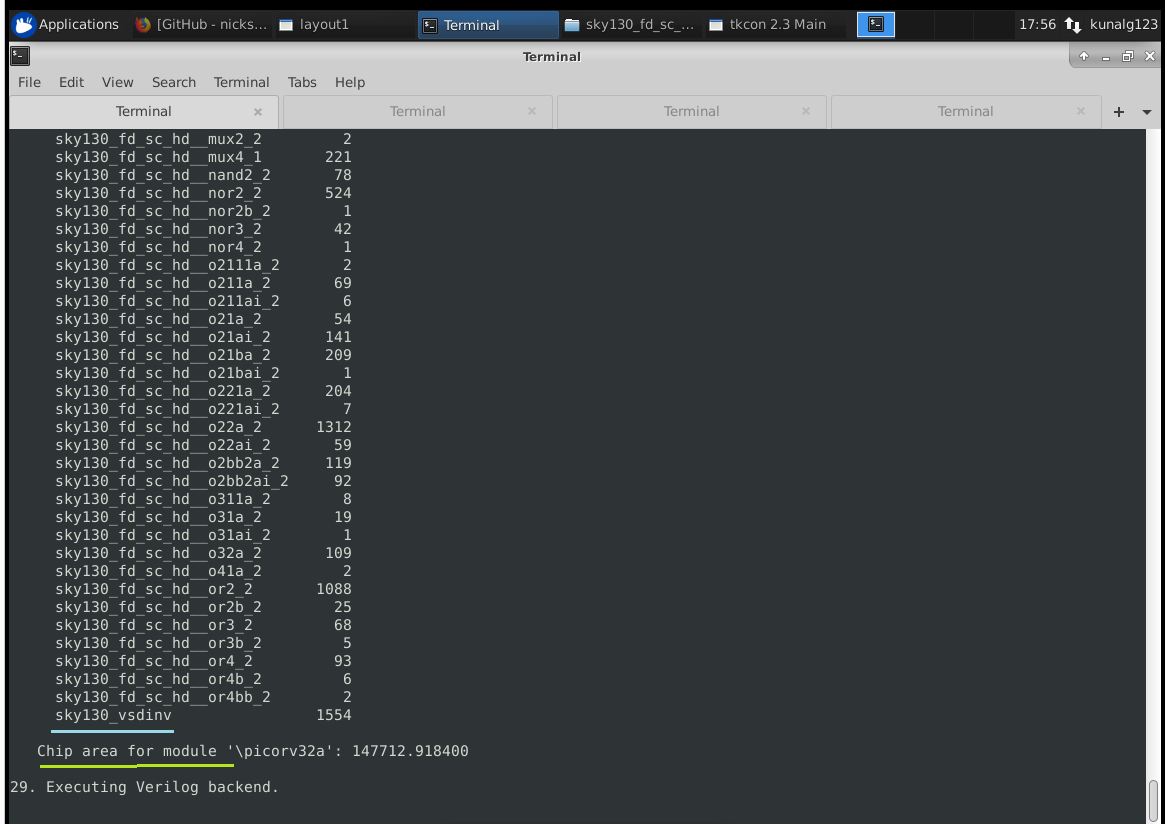 Applications [GitHub - nicks... layout1 Terminal sky130_fd_sc_... tkcon 2.3 Main 17:56 kunalg123
Terminal
File Edit View Search Terminal Tabs Help
Terminal Terminal Terminal Terminal
sky130_fd_sc_hd__mux2_2 2
sky130_fd_sc_hd__mux4_1 221
sky130_fd_sc_hd__nand2_2 78
sky130_fd_sc_hd__nor2_2 524
sky130_fd_sc_hd__nor2b_2 1
sky130_fd_sc_hd__nor3_2 42
sky130_fd_sc_hd__nor4_2 1
sky130_fd_sc_hd__o2111a_2 2
sky130_fd_sc_hd__o211a_2 69
sky130_fd_sc_hd__o211ai_2 6
sky130_fd_sc_hd__o21a_2 54
sky130_fd_sc_hd__o21ai_2 141
sky130_fd_sc_hd__o21ba_2 209
sky130_fd_sc_hd__o21bai_2 1
sky130_fd_sc_hd__o221a_2 204
sky130_fd_sc_hd__o221ai_2 7
sky130_fd_sc_hd__o22a_2 1312
sky130_fd_sc_hd__o22ai_2 59
sky130_fd_sc_hd__o2bb2a_2 119
sky130_fd_sc_hd__o2bb2ai_2 92
sky130_fd_sc_hd__o311a_2 8
sky130_fd_sc_hd__o31a_2 19
sky130_fd_sc_hd__o31ai_2 1
sky130_fd_sc_hd__o32a_2 109
sky130_fd_sc_hd__o41a_2 2
sky130_fd_sc_hd__or2_2 1088
sky130_fd_sc_hd__or2b_2 25
sky130_fd_sc_hd__or3_2 68
sky130_fd_sc_hd__or3b_2 5
sky130_fd_sc_hd__or4_2 93
sky130_fd_sc_hd__or4b_2 6
sky130_fd_sc_hd__or4bb_2 2
sky130_vsdinv 1554
Chip area for module '\picorv32a': 147712.918400
29. Executing Verilog backend.